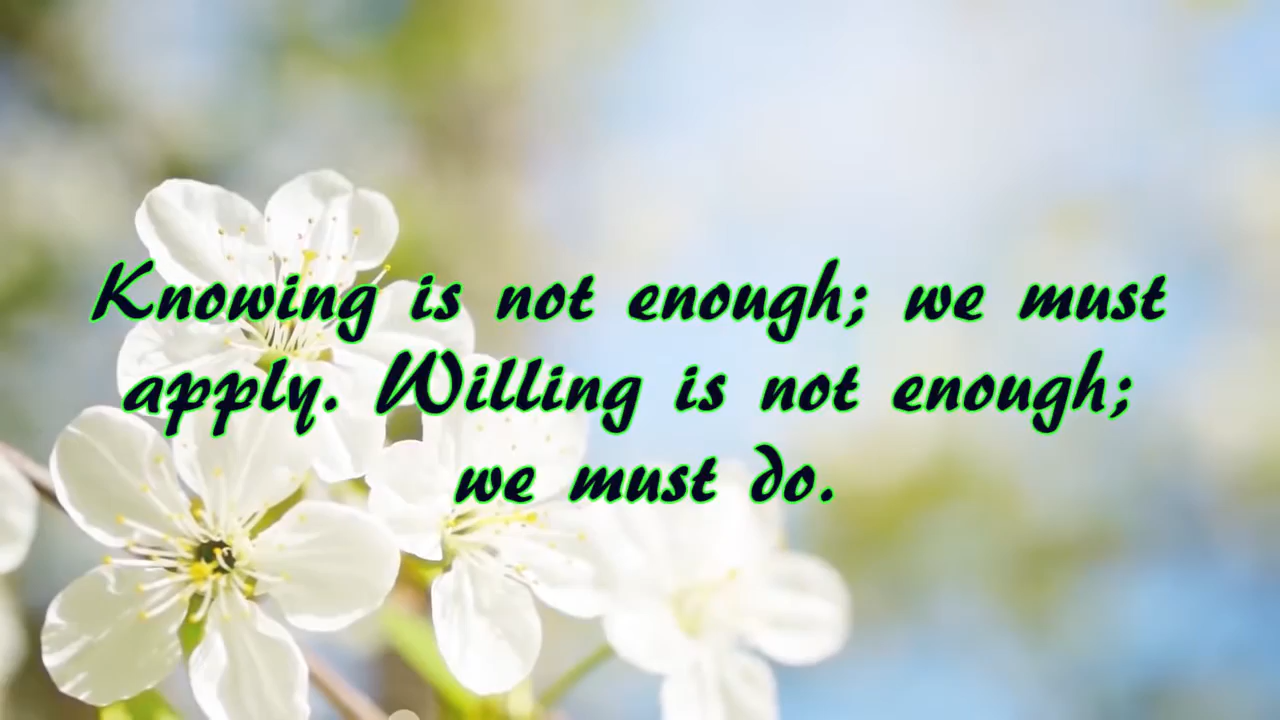 Knowing is not enough; we must
apply. Willing is not enough;
we must do.